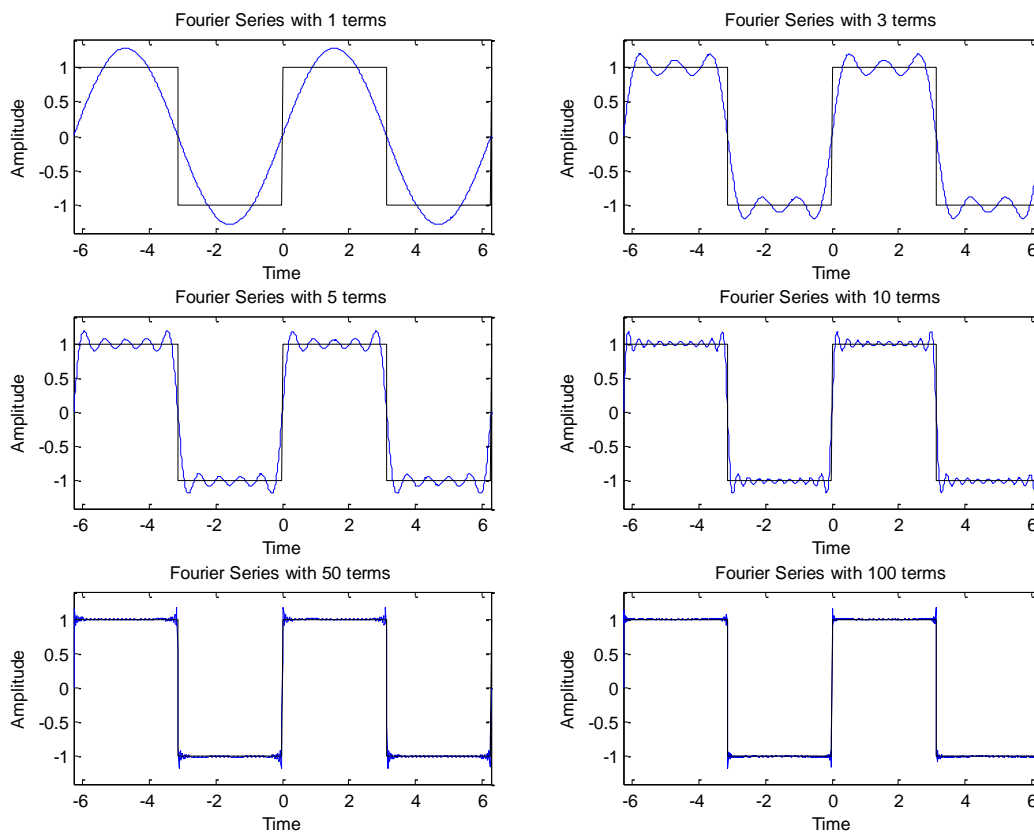 Fourier Series with 1 terms
1
0.5
0
-0.5
-1
Amplitude
-6 -4 -2 0 2 4 6
Time
Fourier Series with 3 terms
1
0.5
0
-0.5
-1
Amplitude
-6 -4 -2 0 2 4 6
Time
Fourier Series with 5 terms
1
0.5
0
-0.5
-1
Amplitude
-6 -4 -2 0 2 4 6
Time
Fourier Series with 10 terms
1
0.5
0
-0.5
-1
Amplitude
-6 -4 -2 0 2 4 6
Time
Fourier Series with 50 terms
1
0.5
0
-0.5
-1
Amplitude
-6 -4 -2 0 2 4 6
Time
Fourier Series with 100 terms
1
0.5
0
-0.5
-1
Amplitude
-6 -4 -2 0 2 4 6
Time